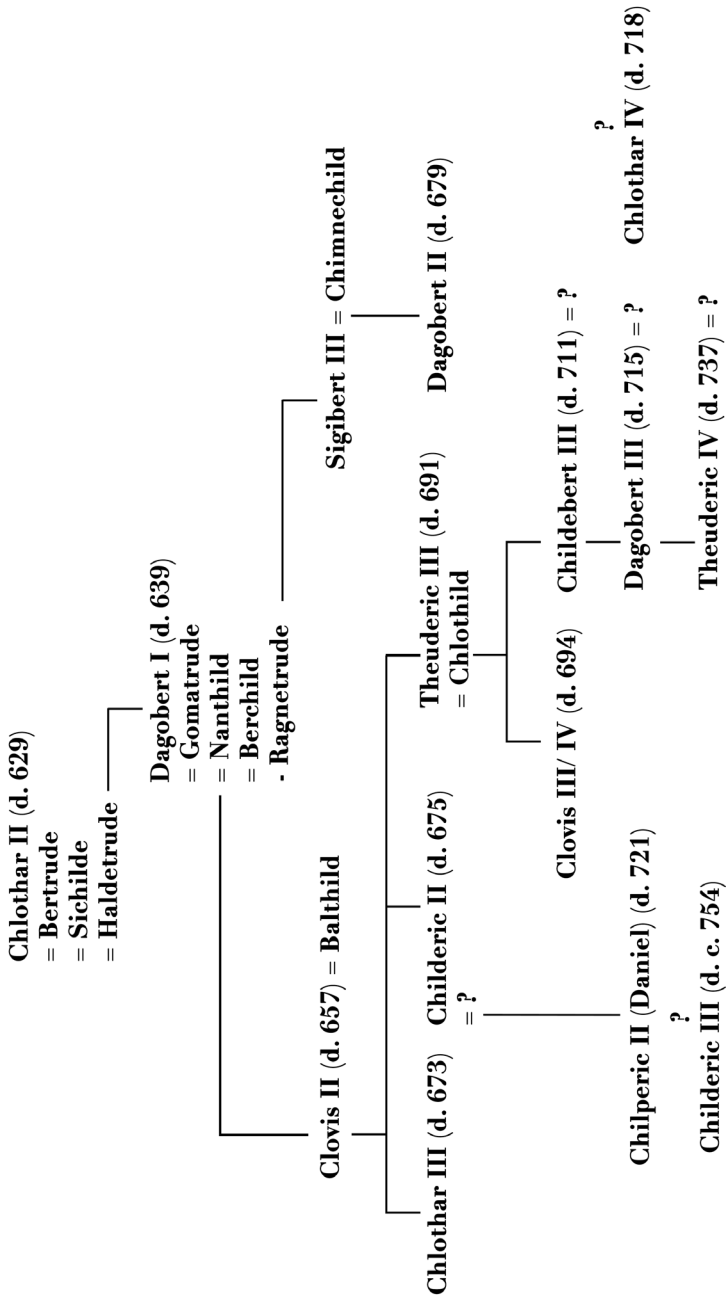 Chlothar II (d. 629)
= Bertrude
= Sichilde
= Haldetrude
Dagobert I (d. 639)
= Gomatrude
= Nanthild
= Berchild
- Ragnetrude
Clovis II (d. 657) = Balthild
Sigibert III = Chimnechild
Chlothar III (d. 673)
Childeric II (d. 675)
= ?
Theuderic III (d. 691)
= Chlothild
Dagobert II (d. 679)
Clovis III/ IV (d. 694)
Childebert III (d. 711) = ?
?
Chilperic II (Daniel) (d. 721)
Dagobert III (d. 715) = ?
Chlothar IV (d. 718)
?
Childeric III (d. c. 754)
Theuderic IV (d. 737) = ?